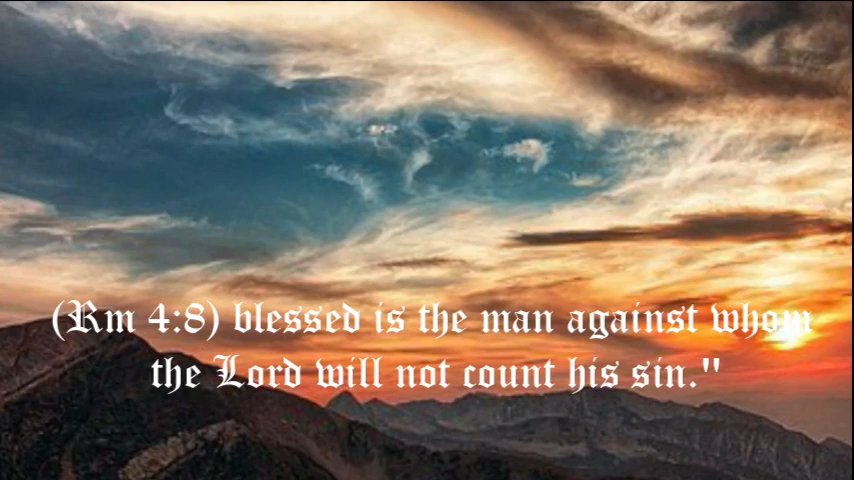 (Rm 4:8) blessed is the man against whom
the Lord will not count his sin."